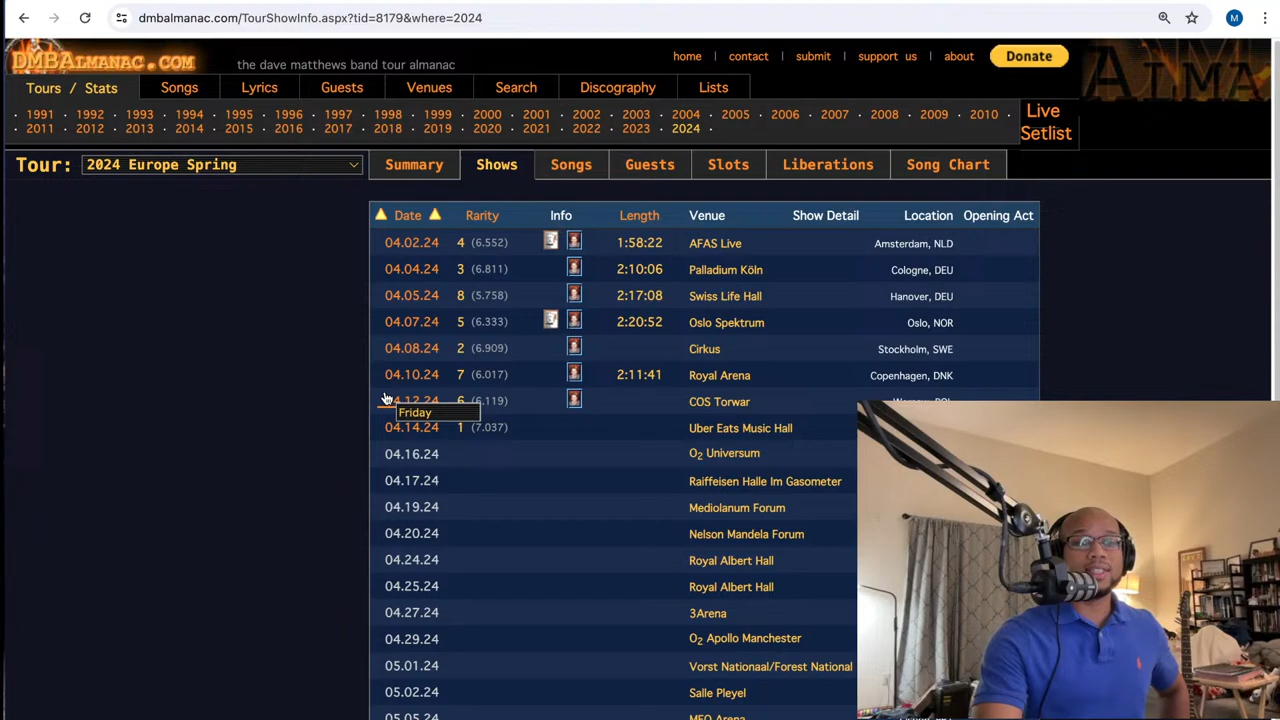 dmbalmanac.com/TourShowInfo.aspx?tid=8179&where=2024
M
DMBALMANAC.COM
the dave matthews band tour almanac
home contact submit support us about Donate
ALMA
Tours / Stats Songs Lyrics Guests Venues Search Discography Lists
· 1991 · 1992 · 1993 · 1994 · 1995 · 1996 · 1997 · 1998 · 1999 · 2000 · 2001 · 2002 · 2003 · 2004 · 2005 · 2006 · 2007 · 2008 · 2009 · 2010 ·
2011 · 2012 · 2013 · 2014 · 2015 · 2016 · 2017 · 2018 · 2019 · 2020 · 2021 · 2022 · 2023 · 2024 ·
Live
Setlist
Tour: 2024 Europe Spring Summary Shows Songs Guests Slots Liberations Song Chart
Date Rarity Info Length Venue Show Detail Location Opening Act
04.02.24 4 (6.552) 1:58:22 AFAS Live Amsterdam, NLD
04.04.24 3 (6.811) 2:10:06 Palladium Köln Cologne, DEU
04.05.24 8 (5.758) 2:17:08 Swiss Life Hall Hanover, DEU
04.07.24 5 (6.333) 2:20:52 Oslo Spektrum Oslo, NOR
04.08.24 2 (6.909) Cirkus Stockholm, SWE
04.10.24 7 (6.017) 2:11:41 Royal Arena Copenhagen, DNK
04.12.24 6 (6.119) COS Torwar
Friday
04.14.24 1 (7.037) Uber Eats Music Hall
04.16.24 O2 Universum
04.17.24 Raiffeisen Halle Im Gasometer
04.19.24 Mediolanum Forum
04.20.24 Nelson Mandela Forum
04.24.24 Royal Albert Hall
04.25.24 Royal Albert Hall
04.27.24 3Arena
04.29.24 O2 Apollo Manchester
05.01.24 Vorst Nationaal/Forest National
05.02.24 Salle Pleyel
05.05.24 MEO Arena